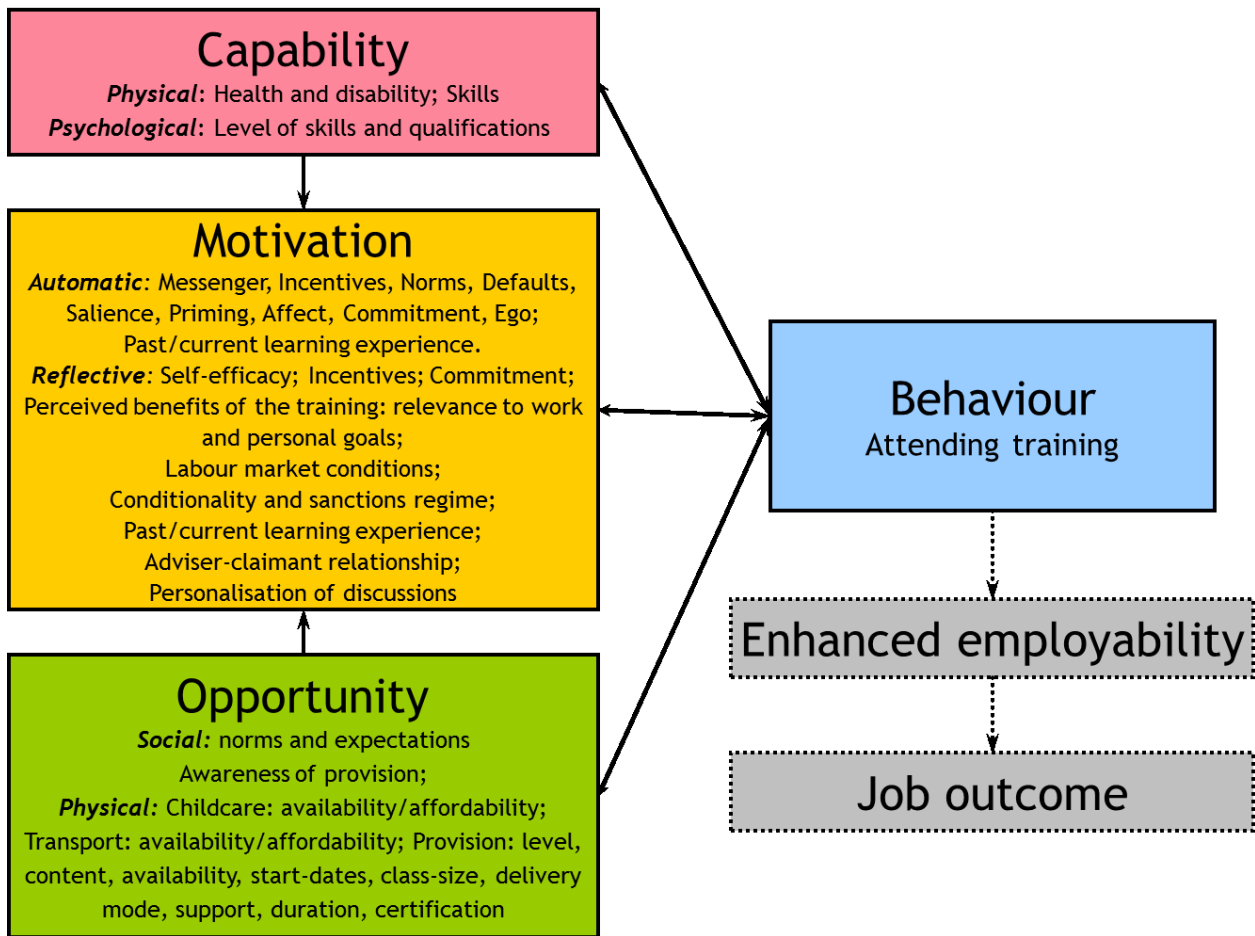 Capability
Physical: Health and disability; Skills
Psychological: Level of skills and qualifications
Motivation
Automatic: Messenger, Incentives, Norms, Defaults,
Salience, Priming, Affect, Commitment, Ego;
Past/current learning experience.
Reflective: Self-efficacy; Incentives; Commitment;
Perceived benefits of the training: relevance to work
and personal goals;
Labour market conditions;
Conditionality and sanctions regime;
Past/current learning experience;
Adviser-claimant relationship;
Personalisation of discussions
Opportunity
Social: norms and expectations
Awareness of provision;
Physical: Childcare: availability/affordability;
Transport: availability/affordability; Provision: level,
content, availability, start-dates, class-size, delivery
mode, support, duration, certification
Behaviour
Attending training
Enhanced employability
Job outcome